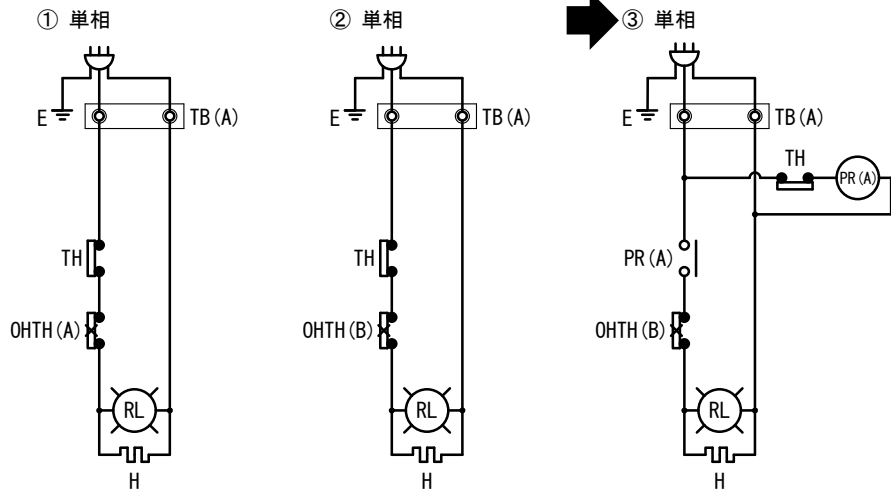 ① 単相
E
TB(A)
TH
OHTH(A)
RL
H
② 単相
E
TB(A)
TH
OHTH(B)
RL
H
③ 単相
E
TB(A)
TH
PR(A)
PR(A)
OHTH(B)
RL
H